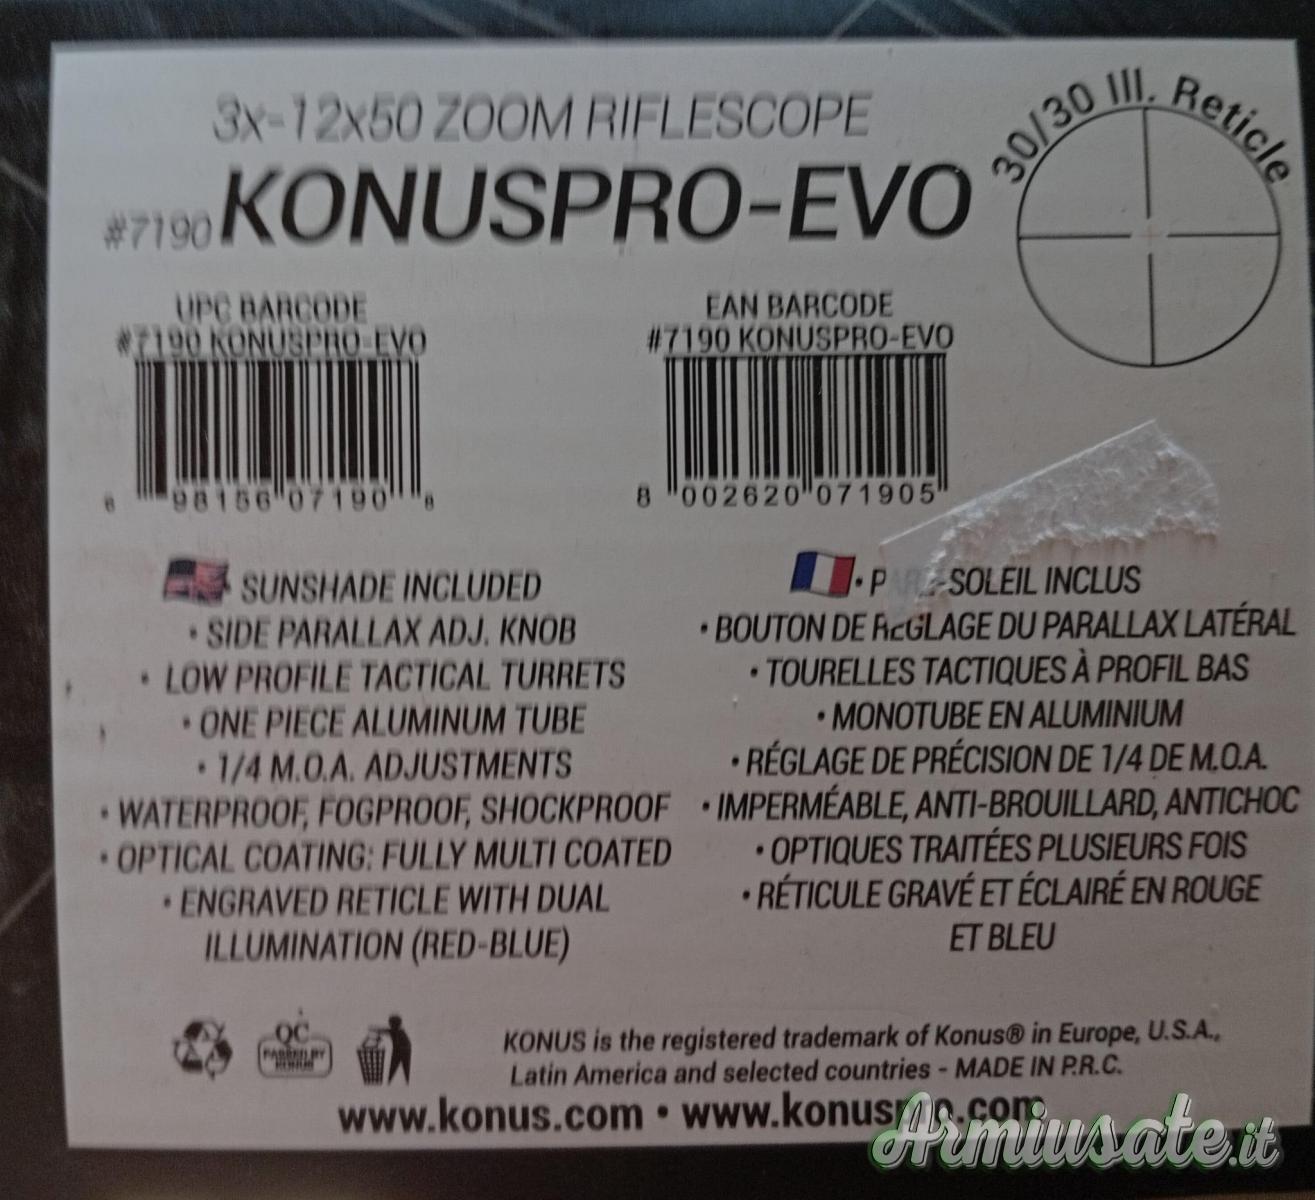 3x-12x50 ZOOM RIFLESCOPE
#7190 KONUSPRO-EVO
30/30 Ill. Reticle
UPC BARCODE
#7190 KONUSPRO-EVO
6 98156 07190 8
EAN BARCODE
#7190 KONUSPRO-EVO
8 002620 071905
SUNSHADE INCLUDED
• SIDE PARALLAX ADJ. KNOB
• LOW PROFILE TACTICAL TURRETS
• ONE PIECE ALUMINUM TUBE
• 1/4 M.O.A. ADJUSTMENTS
• WATERPROOF, FOGPROOF, SHOCKPROOF
• OPTICAL COATING: FULLY MULTI COATED
• ENGRAVED RETICLE WITH DUAL
ILLUMINATION (RED-BLUE)
• PARE-SOLEIL INCLUS
• BOUTON DE RÉGLAGE DU PARALLAX LATÉRAL
• TOURELLES TACTIQUES À PROFIL BAS
• MONOTUBE EN ALUMINIUM
• RÉGLAGE DE PRÉCISION DE 1/4 DE M.O.A.
• IMPERMÉABLE, ANTI-BROUILLARD, ANTICHOC
• OPTIQUES TRAITÉES PLUSIEURS FOIS
• RÉTICULE GRAVÉ ET ÉCLAIRÉ EN ROUGE
ET BLEU
QC
PASSED BY
KONUS
KONUS is the registered trademark of Konus® in Europe, U.S.A.,
Latin America and selected countries - MADE IN P.R.C.
www.konus.com • www.konuspro.com
Armiusate.it